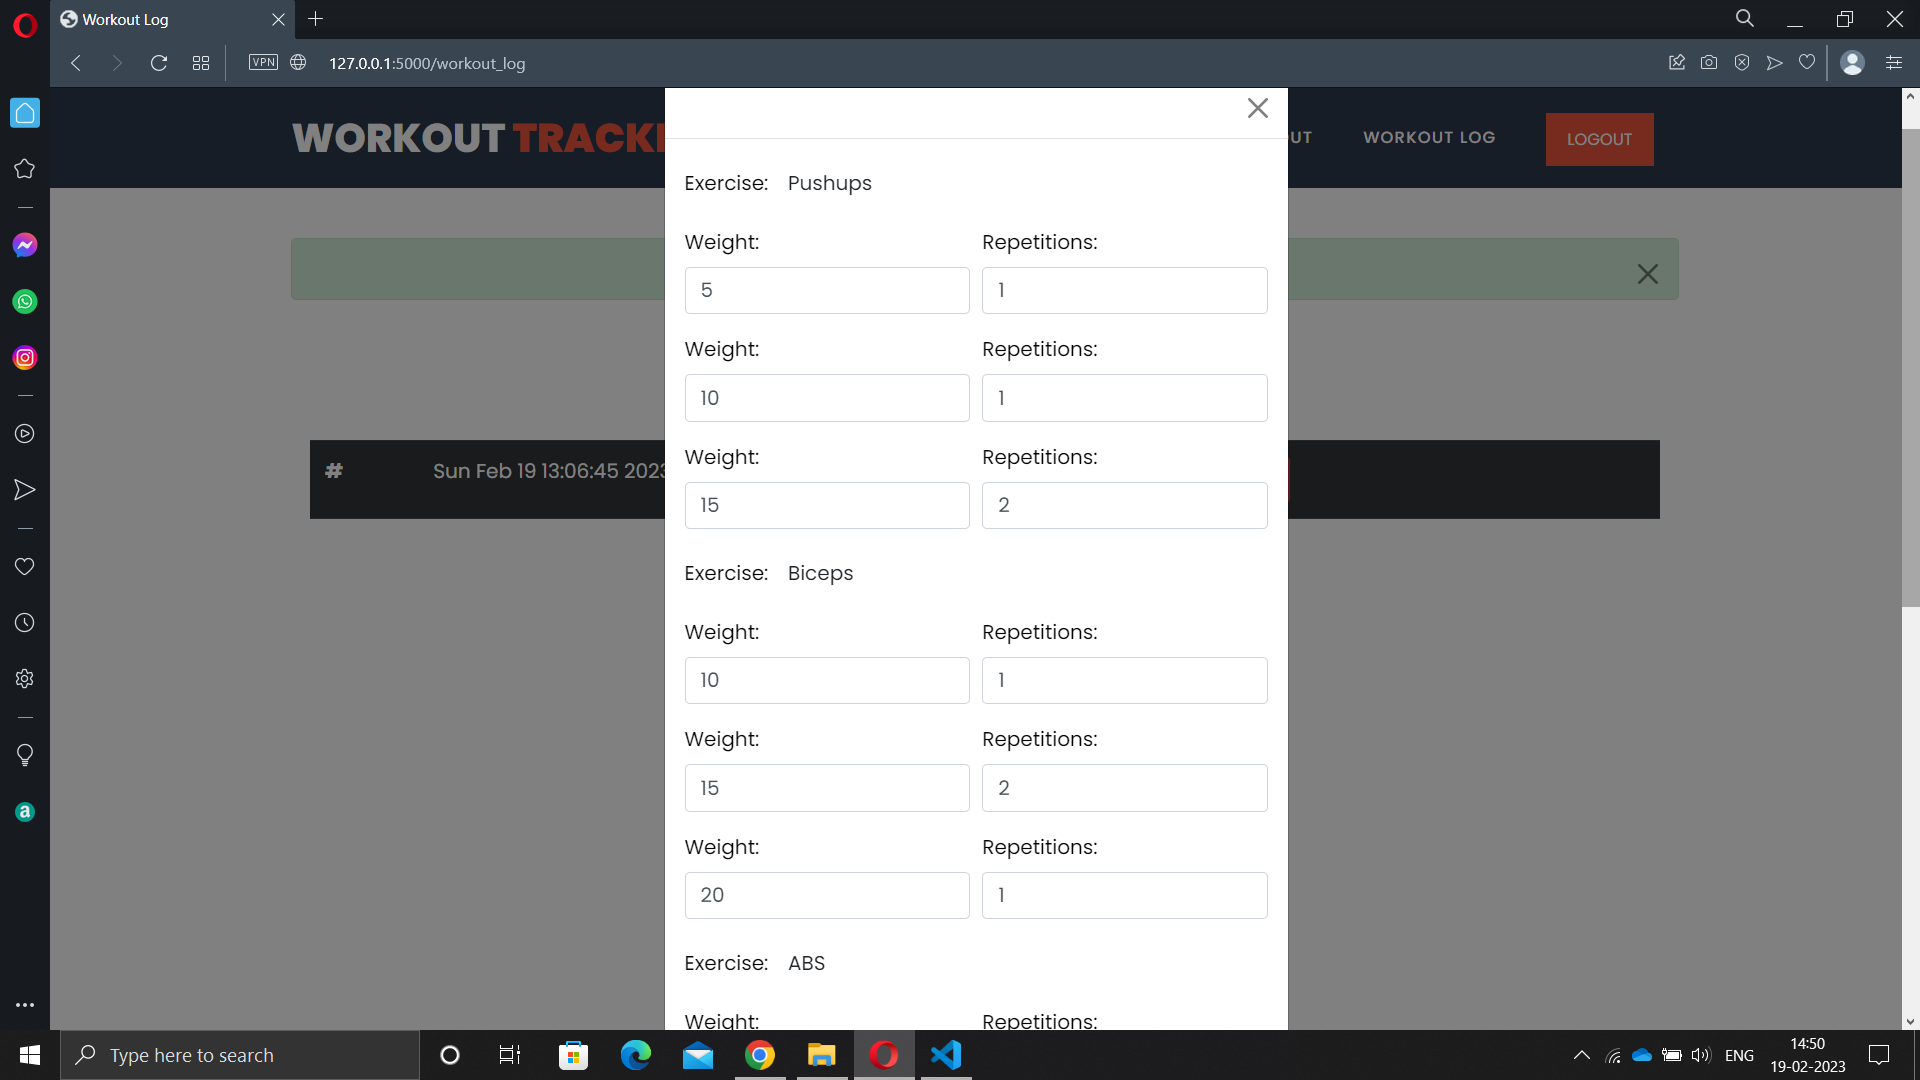 Workout Log
VPN
127.0.0.1:5000/workout_log
WORKOUT TRACK
UT
WORKOUT LOG
LOGOUT
Exercise: Pushups
Weight: Repetitions:
5 1
Weight: Repetitions:
10 1
Weight: Repetitions:
15 2
# Sun Feb 19 13:06:45 2023
Exercise: Biceps
Weight: Repetitions:
10 1
Weight: Repetitions:
15 2
Weight: Repetitions:
20 1
Exercise: ABS
Weight: Repetitions:
a
Type here to search
ENG
14:50
19-02-2023